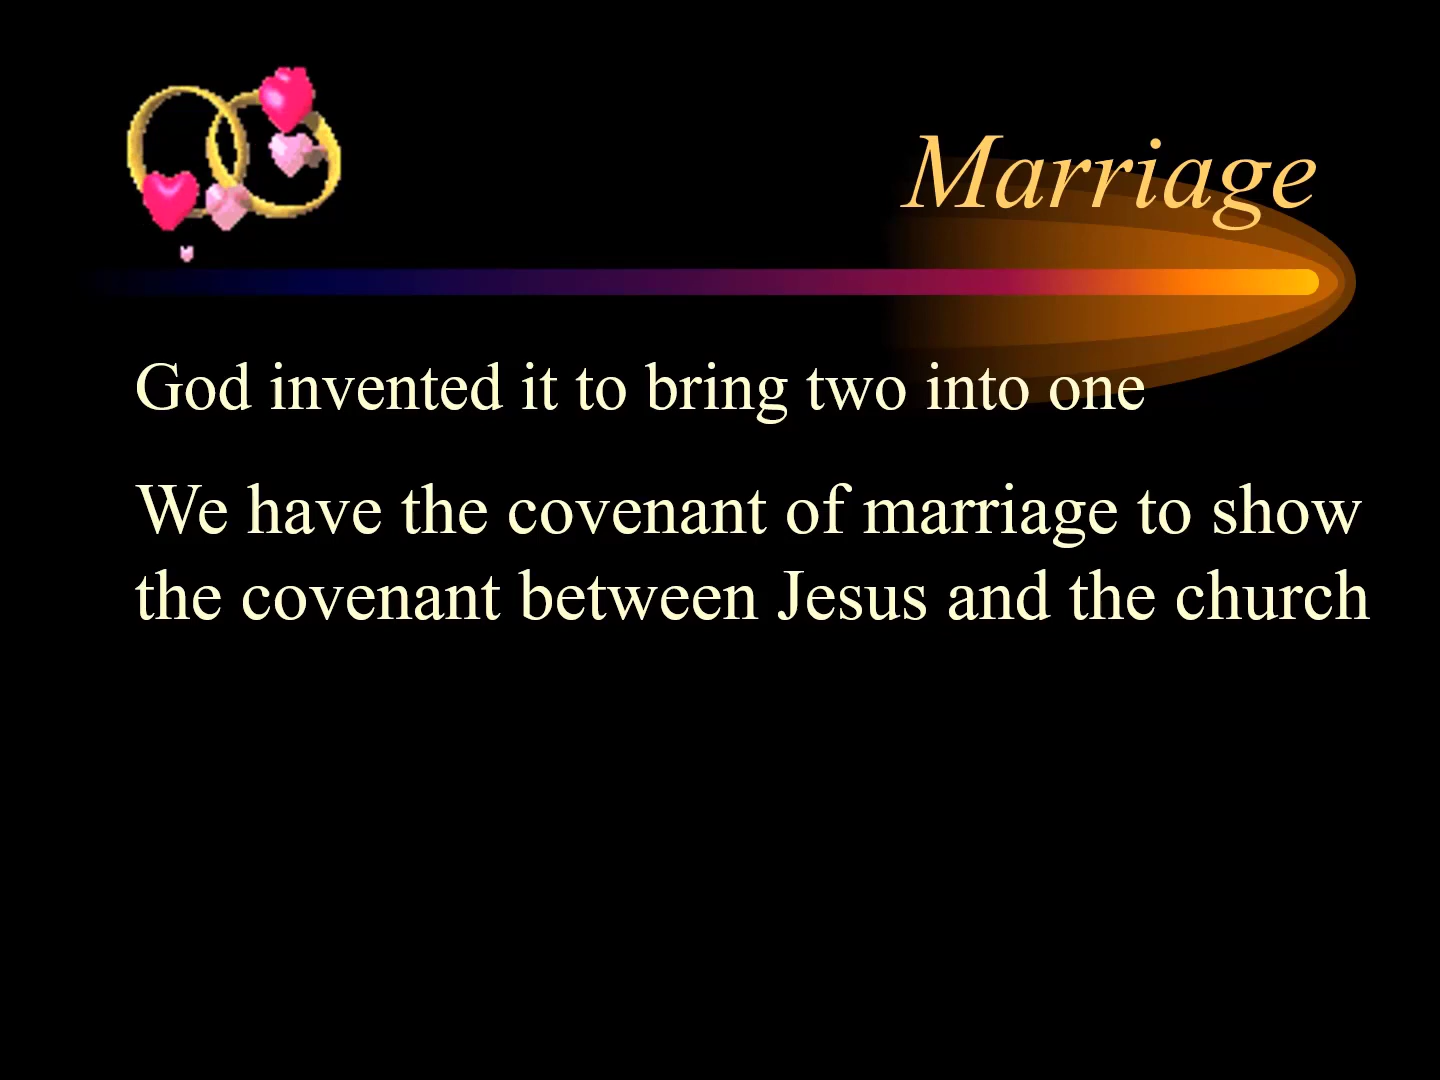 Marriage
God invented it to bring two into one
We have the covenant of marriage to show
the covenant between Jesus and the church